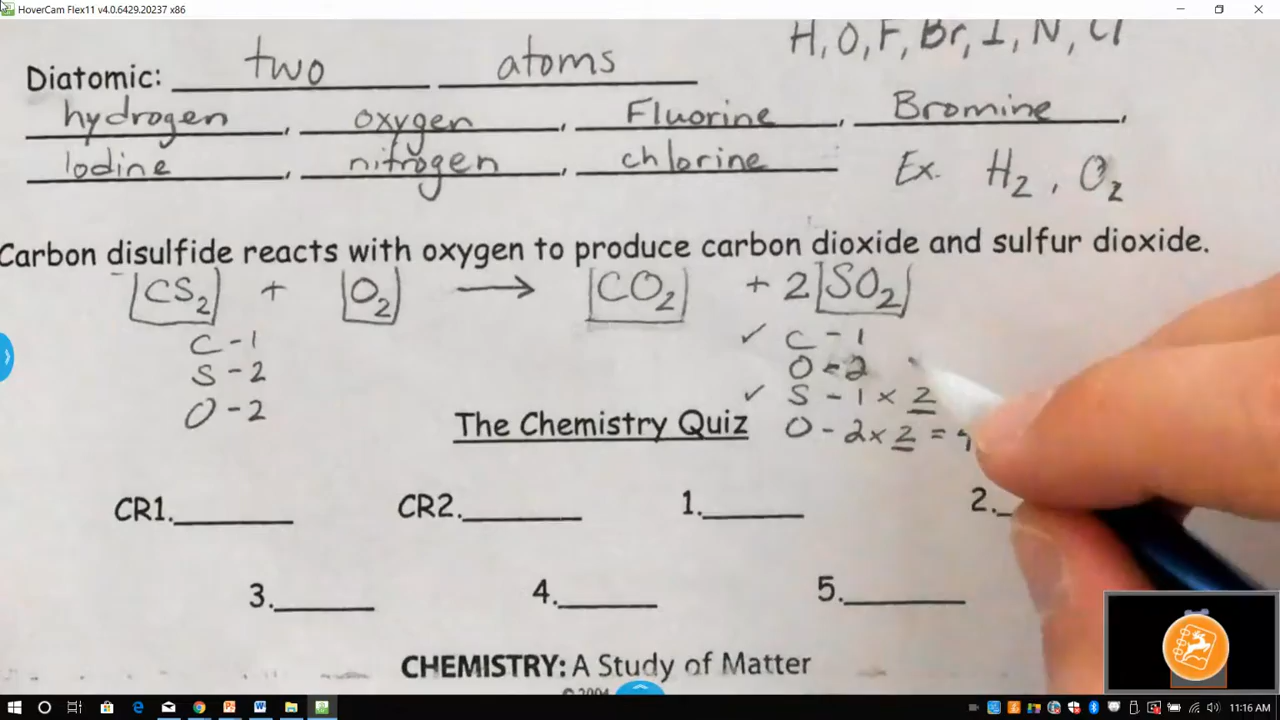 HoverCam Flex11 v4.0.6429.20237 x86
H, O, F, Br, I, N, Cl
Diatomic: two atoms
hydrogen, oxygen, Fluorine, Bromine,
Iodine, nitrogen, chlorine Ex. H2, O2
Carbon disulfide reacts with oxygen to produce carbon dioxide and sulfur dioxide.
CS2 + O2 → CO2 + 2 SO2
C - 1 ✓ C - 1
S - 2 O - 2
O - 2 ✓ S - 1 × 2
The Chemistry Quiz O - 2 × 2 =
CR1. CR2. 1. 2.
3. 4. 5.
CHEMISTRY: A Study of Matter
11:16 AM